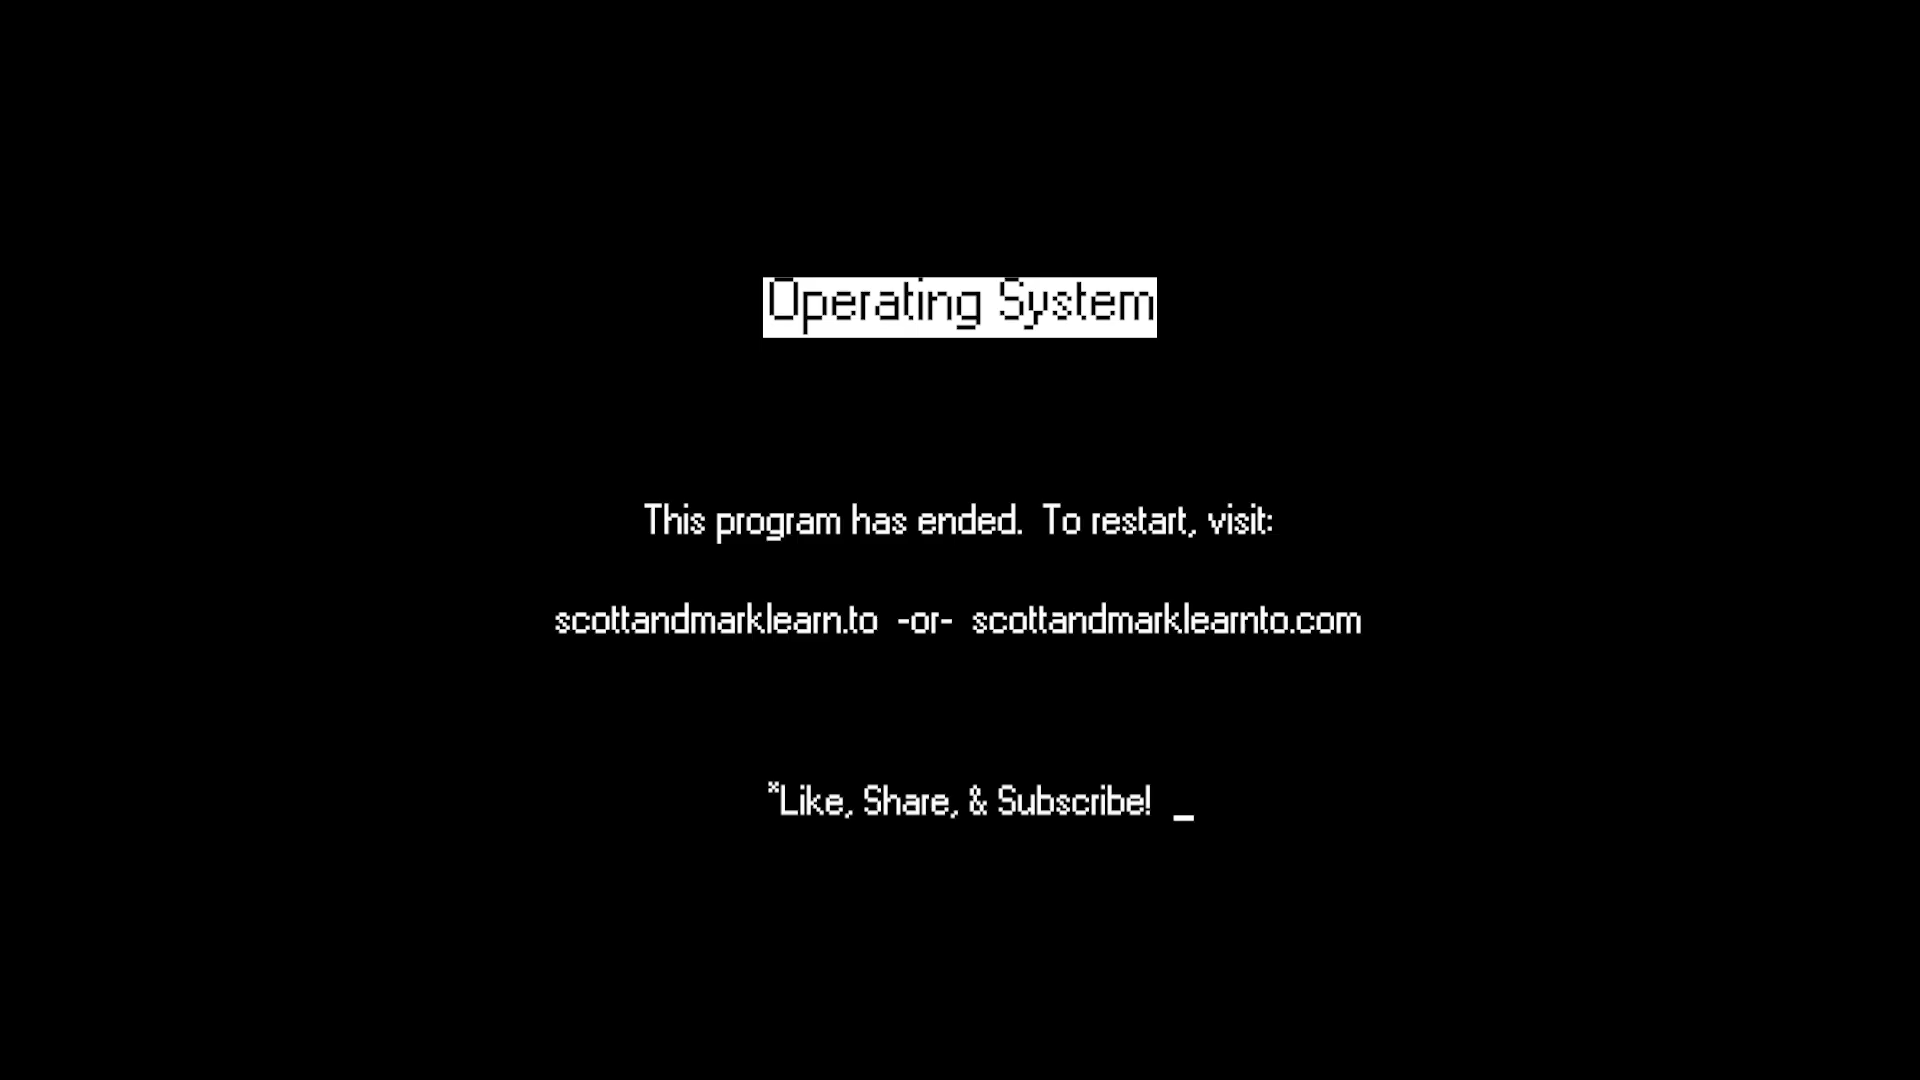 Operating System
This program has ended.  To restart, visit:
scottandmarklearn.to  -or-  scottandmarklearnto.com
*Like, Share, & Subscribe!  _